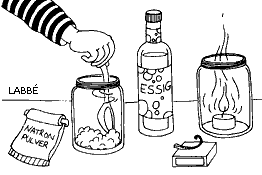 LABBÉ
ESSIG
NATRON
PULVER